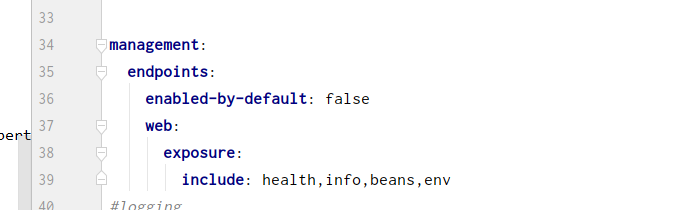 33
34 management:
35 endpoints:
36 enabled-by-default: false
37 web:
pert
38 exposure:
39 include: health,info,beans,env
40 #logging